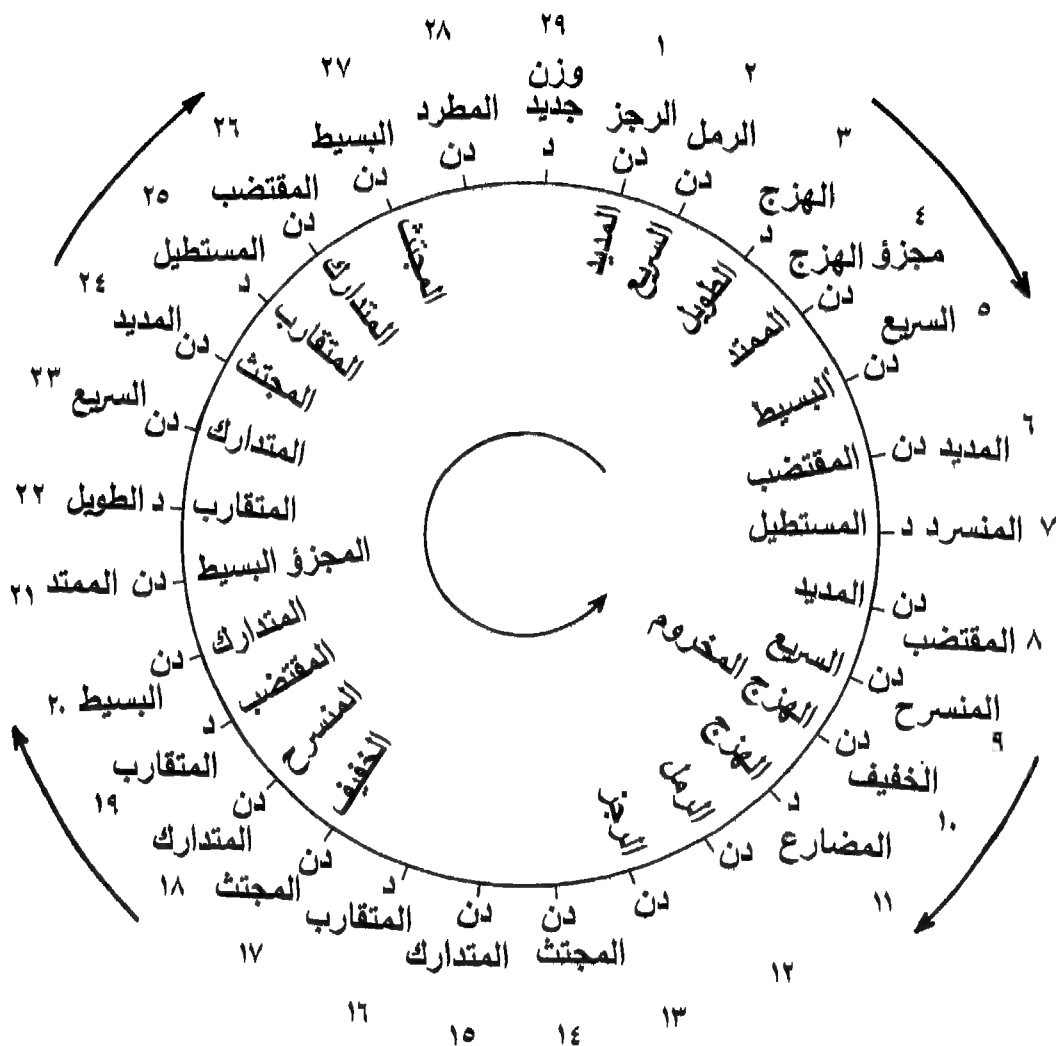 ٢٩
وزن
جديد
د
١
الرجز
دن
٢
الرمل
دن
٣
الهزج
د
٤
مجزؤ الهزج
دن
٥
السريع
دن
٦
المديد دن
٧
المنسرد د
دن
٨ المقتضب
دن
المنسرح
٩
دن
الخفيف
١٠
د
المضارع
١١
دن
١٢
دن
١٣
دن
المجتث
١٤
دن
المتدارك
١٥
د
المتقارب
١٦
دن
المجتث
١٧
دن
المتدارك
١٨
د
المتقارب
١٩
دن
البسيط ٢٠
دن الممتد ٢١
د الطويل ٢٢
السريع دن
٢٣
المديد
دن
٢٤
المستطيل
د
٢٥
المقتضب
دن
٢٦
البسيط
دن
٢٧
المطرد
دن
٢٨
المديد
السريع
الطويل
الممتد
البسيط
المقتضب
المستطيل
المديد
السريع
الهزج المخروم
الهزج
الرمل
الرجز
الخفيف
المنسرح
المقتضب
المتدارك
المجزؤ البسيط
المتقارب
المتدارك
المجتث
المتقارب
المتدارك
المجتث